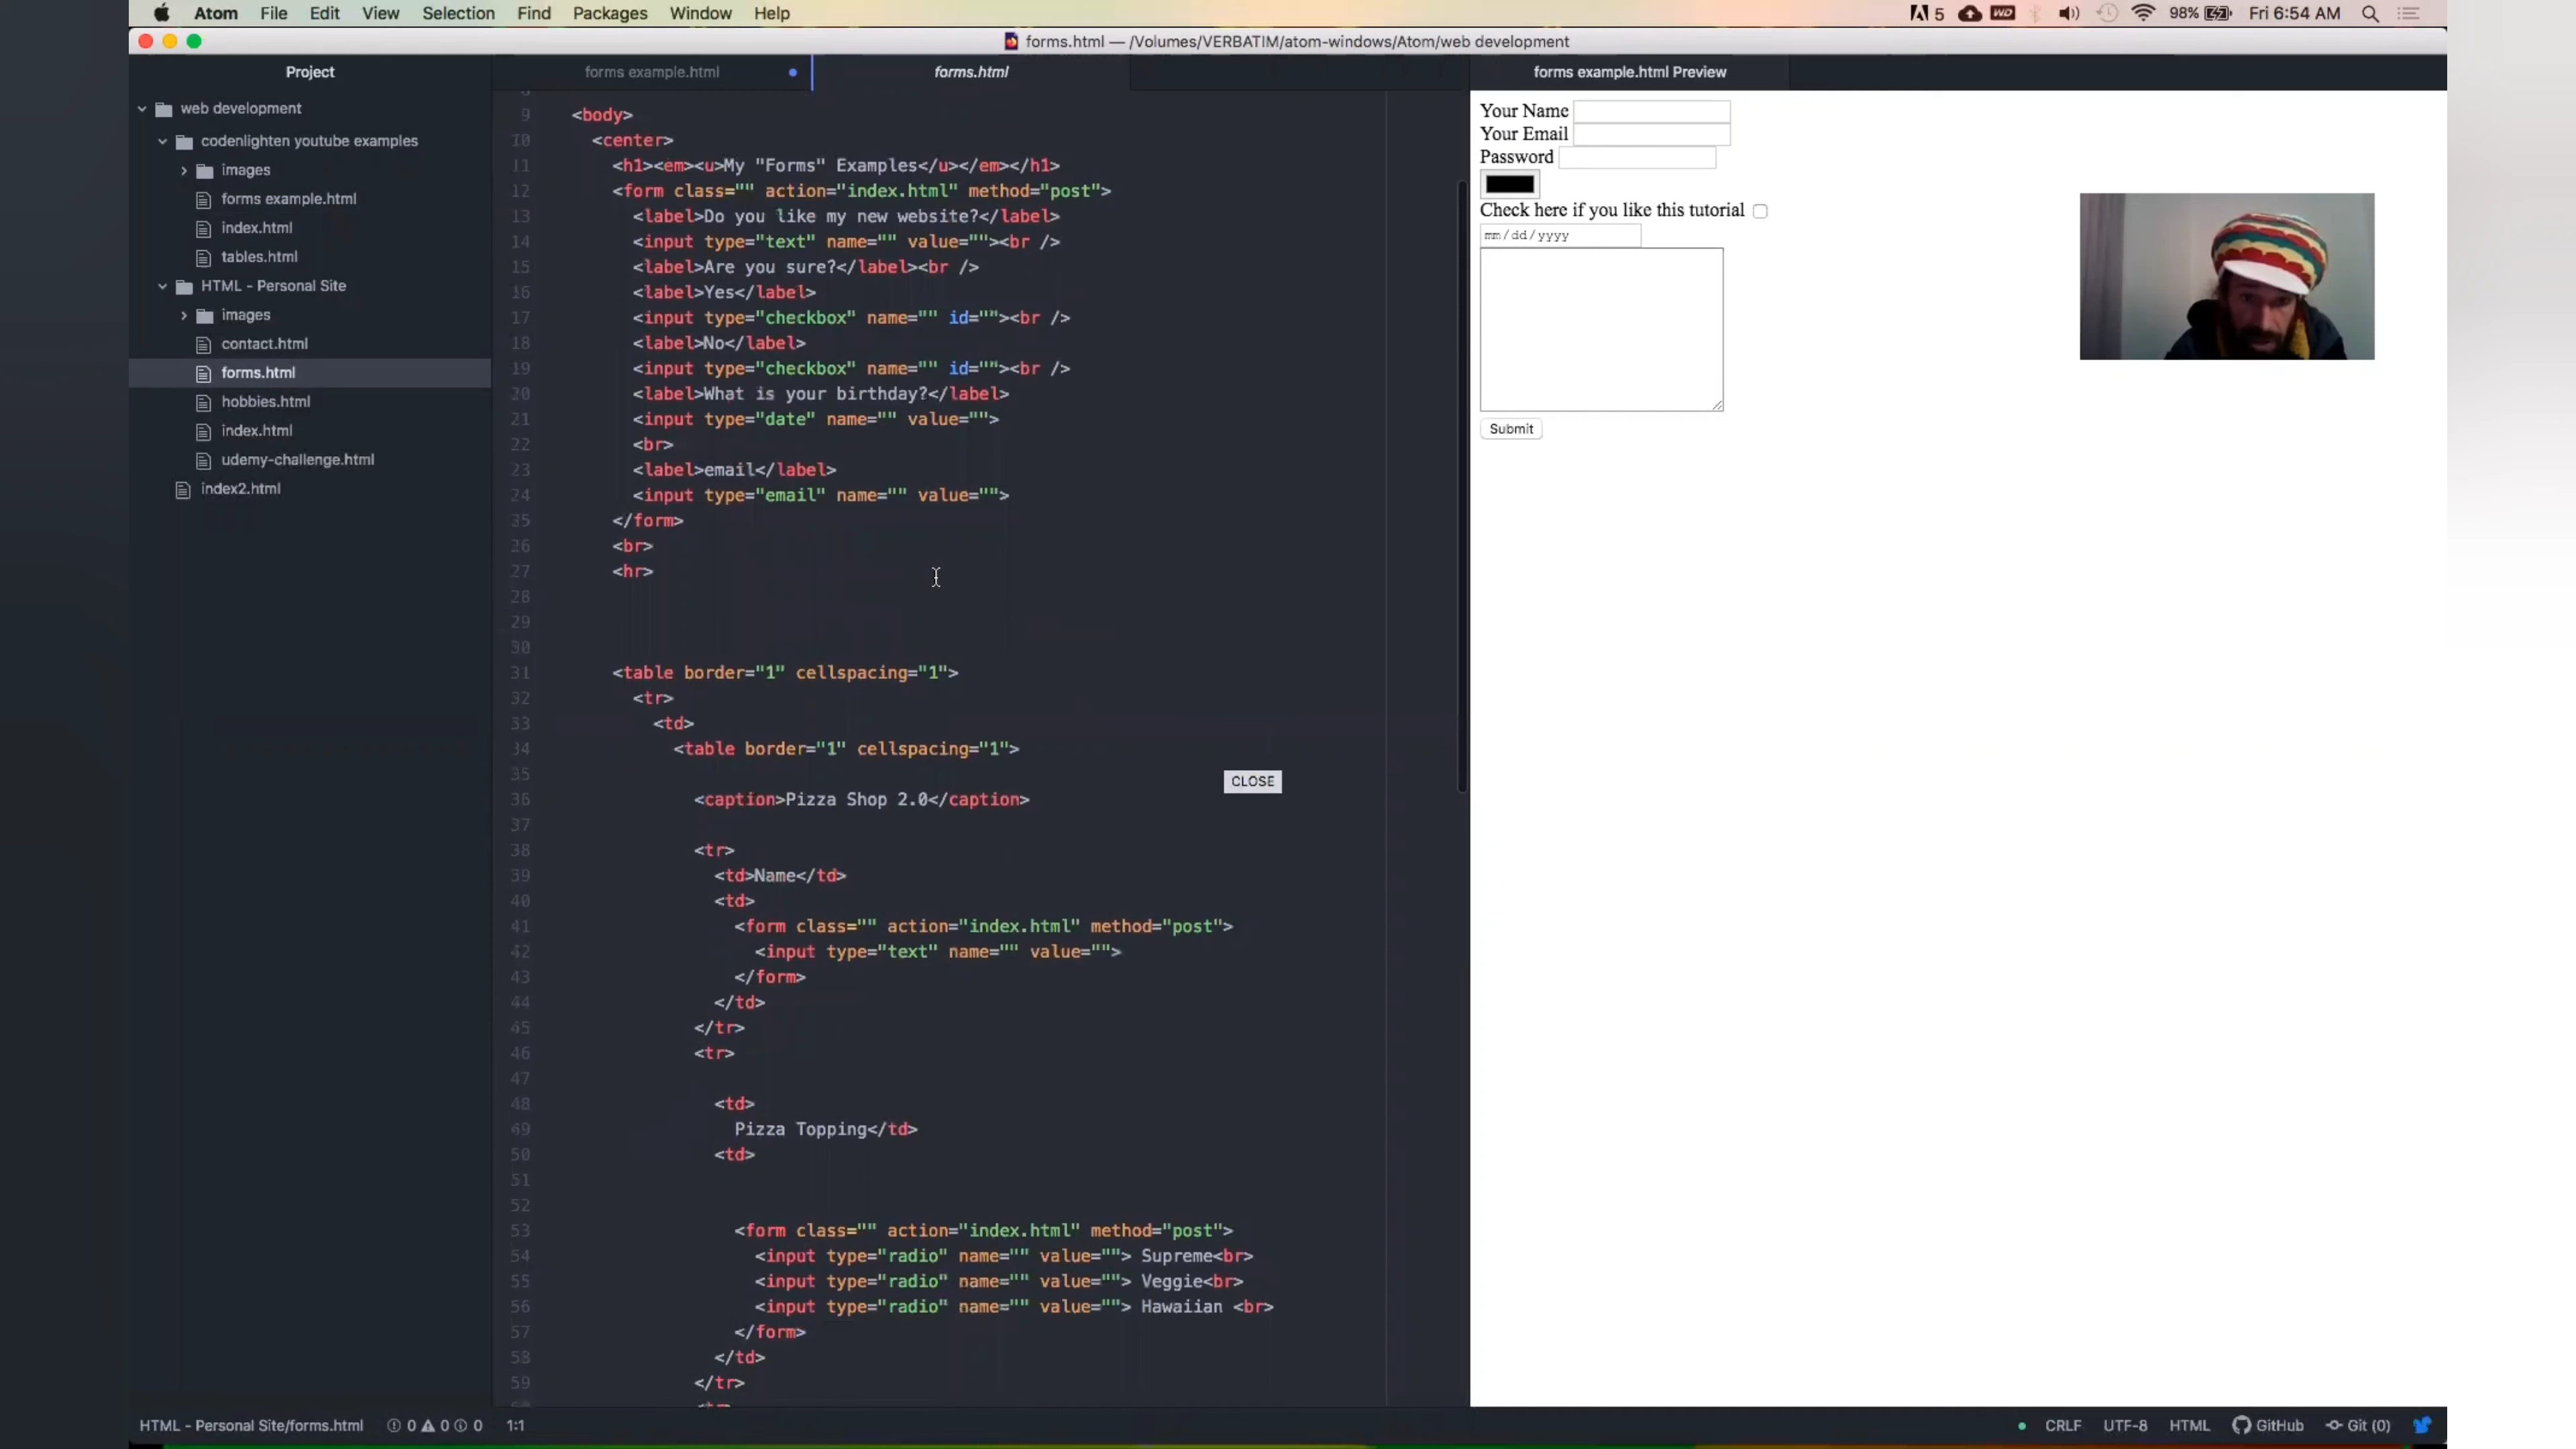 Atom File Edit View Selection Find Packages Window Help 5 WD 98% Fri 6:54 AM
forms.html — /Volumes/VERBATIM/atom-windows/Atom/web development
Project
forms example.html
forms.html
forms example.html Preview
web development
codenlighten youtube examples
images
forms example.html
index.html
tables.html
HTML - Personal Site
images
contact.html
forms.html
hobbies.html
index.html
udemy-challenge.html
index2.html
9 <body>
10 <center>
11 <h1><em><u>My "Forms" Examples</u></em></h1>
12 <form class="" action="index.html" method="post">
13 <label>Do you like my new website?</label>
14 <input type="text" name="" value=""><br />
15 <label>Are you sure?</label><br />
16 <label>Yes</label>
17 <input type="checkbox" name="" id=""><br />
18 <label>No</label>
19 <input type="checkbox" name="" id=""><br />
20 <label>What is your birthday?</label>
21 <input type="date" name="" value="">
22 <br>
23 <label>email</label>
24 <input type="email" name="" value="">
</form>
26 <br>
27 <hr>
28
29
30
31 <table border="1" cellspacing="1">
32 <tr>
33 <td>
34 <table border="1" cellspacing="1">
35
36 <caption>Pizza Shop 2.0</caption>
37
38 <tr>
39 <td>Name</td>
40 <td>
41 <form class="" action="index.html" method="post">
42 <input type="text" name="" value="">
43 </form>
44 </td>
45 </tr>
46 <tr>
47
48 <td>
49 Pizza Topping</td>
50 <td>
51
52
53 <form class="" action="index.html" method="post">
54 <input type="radio" name="" value=""> Supreme<br>
55 <input type="radio" name="" value=""> Veggie<br>
56 <input type="radio" name="" value=""> Hawaiian <br>
57 </form>
58 </td>
59 </tr>
CLOSE
Your Name
Your Email
Password
Check here if you like this tutorial
mm/dd/yyyy
Submit
HTML - Personal Site/forms.html 0 0 0 1:1 CRLF UTF-8 HTML GitHub Git (0)